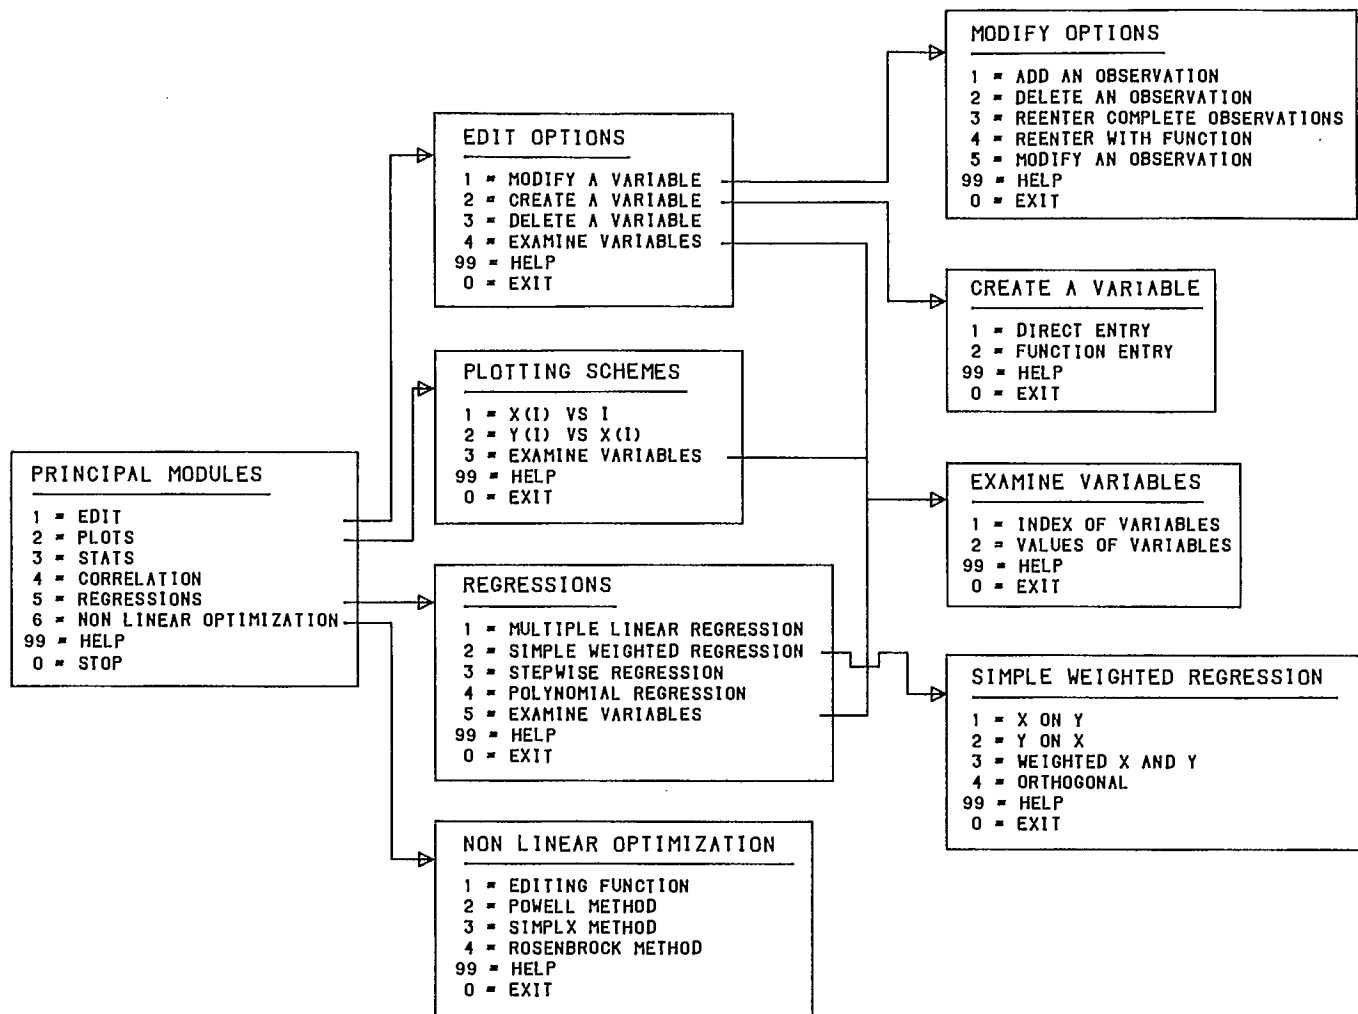 PRINCIPAL MODULES
1 = EDIT
2 = PLOTS
3 = STATS
4 = CORRELATION
5 = REGRESSIONS
6 = NON LINEAR OPTIMIZATION
99 = HELP
0 = STOP
EDIT OPTIONS
1 = MODIFY A VARIABLE
2 = CREATE A VARIABLE
3 = DELETE A VARIABLE
4 = EXAMINE VARIABLES
99 = HELP
0 = EXIT
PLOTTING SCHEMES
1 = X(I) VS I
2 = Y(I) VS X(I)
3 = EXAMINE VARIABLES
99 = HELP
0 = EXIT
REGRESSIONS
1 = MULTIPLE LINEAR REGRESSION
2 = SIMPLE WEIGHTED REGRESSION
3 = STEPWISE REGRESSION
4 = POLYNOMIAL REGRESSION
5 = EXAMINE VARIABLES
99 = HELP
0 = EXIT
NON LINEAR OPTIMIZATION
1 = EDITING FUNCTION
2 = POWELL METHOD
3 = SIMPLX METHOD
4 = ROSENBROCK METHOD
99 = HELP
0 = EXIT
MODIFY OPTIONS
1 = ADD AN OBSERVATION
2 = DELETE AN OBSERVATION
3 = REENTER COMPLETE OBSERVATIONS
4 = REENTER WITH FUNCTION
5 = MODIFY AN OBSERVATION
99 = HELP
0 = EXIT
CREATE A VARIABLE
1 = DIRECT ENTRY
2 = FUNCTION ENTRY
99 = HELP
0 = EXIT
EXAMINE VARIABLES
1 = INDEX OF VARIABLES
2 = VALUES OF VARIABLES
99 = HELP
0 = EXIT
SIMPLE WEIGHTED REGRESSION
1 = X ON Y
2 = Y ON X
3 = WEIGHTED X AND Y
4 = ORTHOGONAL
99 = HELP
0 = EXIT